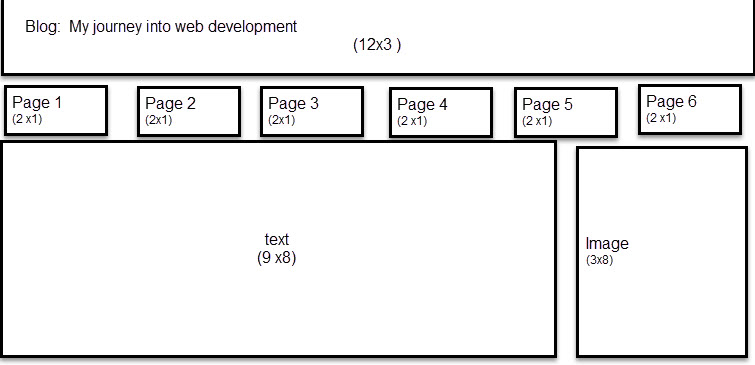 Blog:  My journey into web development
(12x3 )
Page 1
(2 x1)
Page 2
(2x1)
Page 3
(2x1)
Page 4
(2 x1)
Page 5
(2 x1)
Page 6
(2 x1)
text
(9 x8)
Image
(3x8)